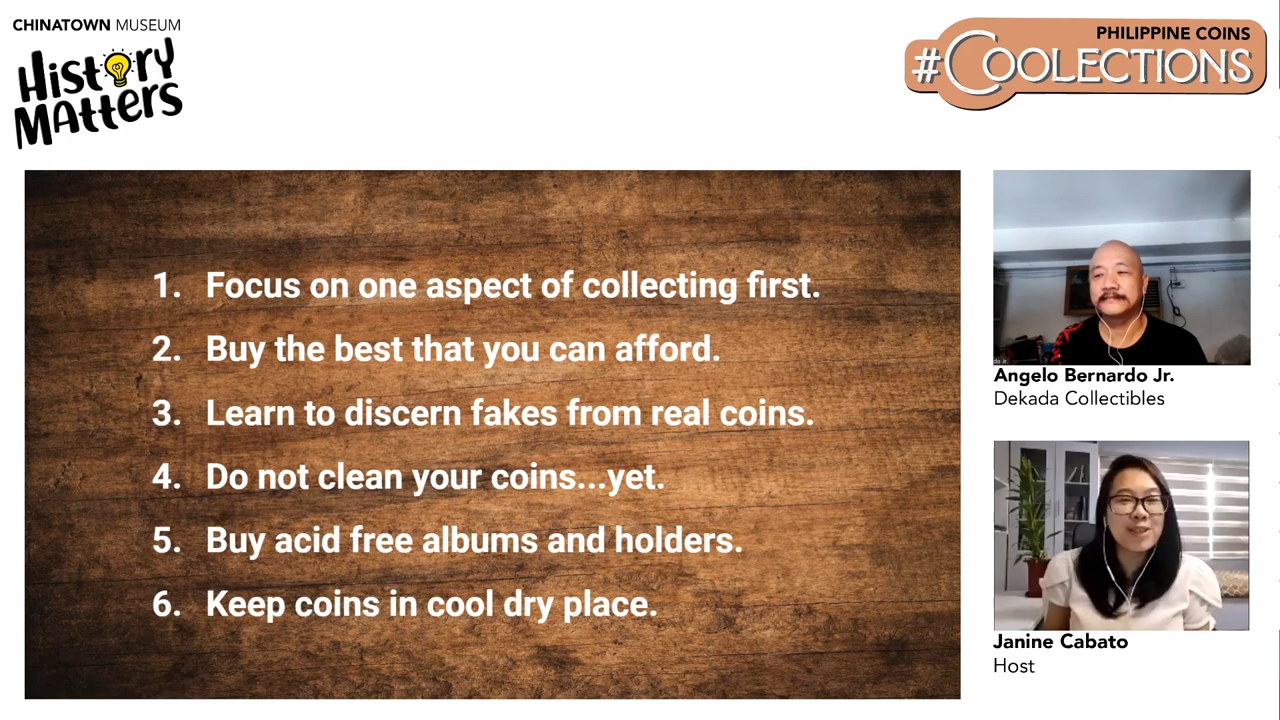 CHINATOWN MUSEUM
HistOry
MAtters
PHILIPPINE COINS
#COOLECTIONS
1. Focus on one aspect of collecting first.
2. Buy the best that you can afford.
3. Learn to discern fakes from real coins.
4. Do not clean your coins...yet.
5. Buy acid free albums and holders.
6. Keep coins in cool dry place.
Angelo Bernardo Jr.
Dekada Collectibles
Janine Cabato
Host